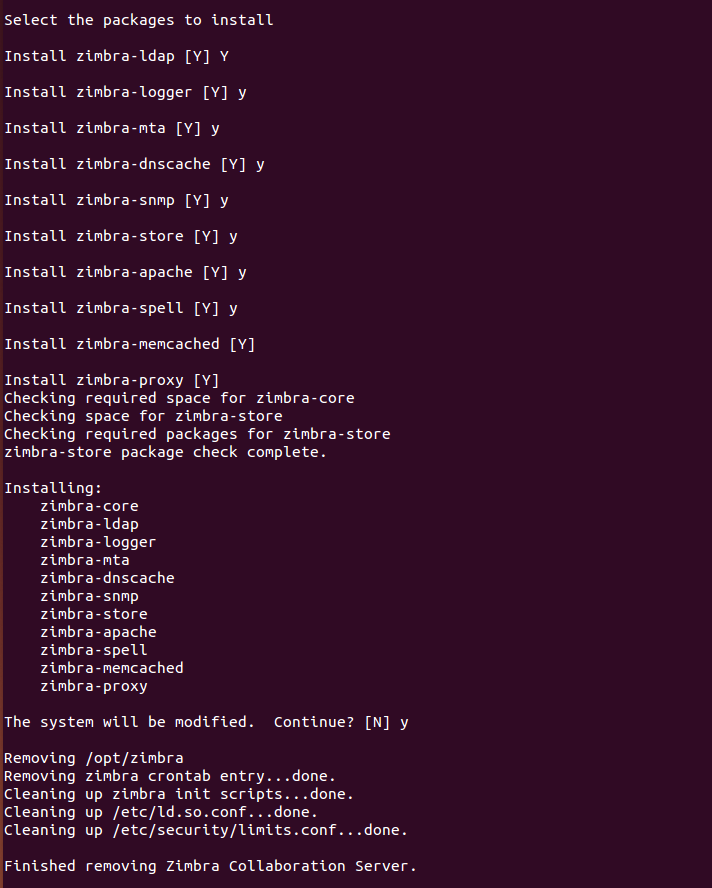 Select the packages to install
Install zimbra-ldap [Y] Y
Install zimbra-logger [Y] y
Install zimbra-mta [Y] y
Install zimbra-dnscache [Y] y
Install zimbra-snmp [Y] y
Install zimbra-store [Y] y
Install zimbra-apache [Y] y
Install zimbra-spell [Y] y
Install zimbra-memcached [Y]
Install zimbra-proxy [Y]
Checking required space for zimbra-core
Checking space for zimbra-store
Checking required packages for zimbra-store
zimbra-store package check complete.
Installing:
zimbra-core
zimbra-ldap
zimbra-logger
zimbra-mta
zimbra-dnscache
zimbra-snmp
zimbra-store
zimbra-apache
zimbra-spell
zimbra-memcached
zimbra-proxy
The system will be modified.  Continue? [N] y
Removing /opt/zimbra
Removing zimbra crontab entry...done.
Cleaning up zimbra init scripts...done.
Cleaning up /etc/ld.so.conf...done.
Cleaning up /etc/security/limits.conf...done.
Finished removing Zimbra Collaboration Server.